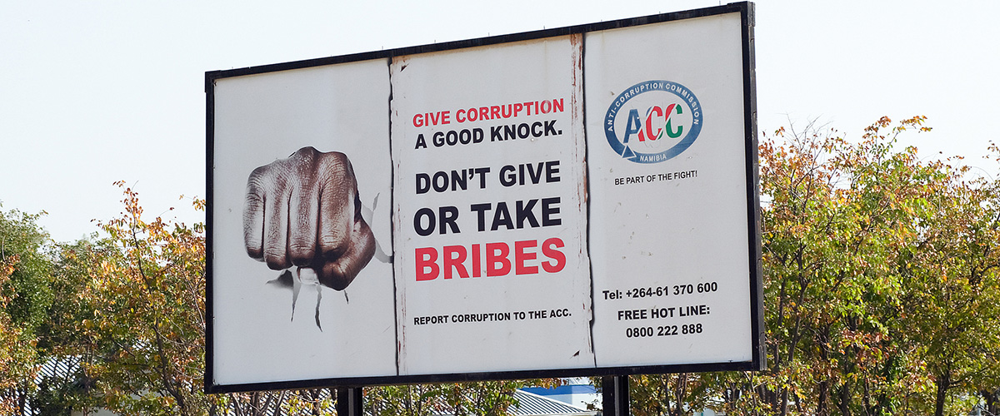 GIVE CORRUPTION
A GOOD KNOCK.
DON'T GIVE
OR TAKE
BRIBES
REPORT CORRUPTION TO THE ACC.
ANTI-CORRUPTION COMMISSION
ACC
NAMIBIA
BE PART OF THE FIGHT!
Tel: +264-61 370 600
FREE HOT LINE:
0800 222 888